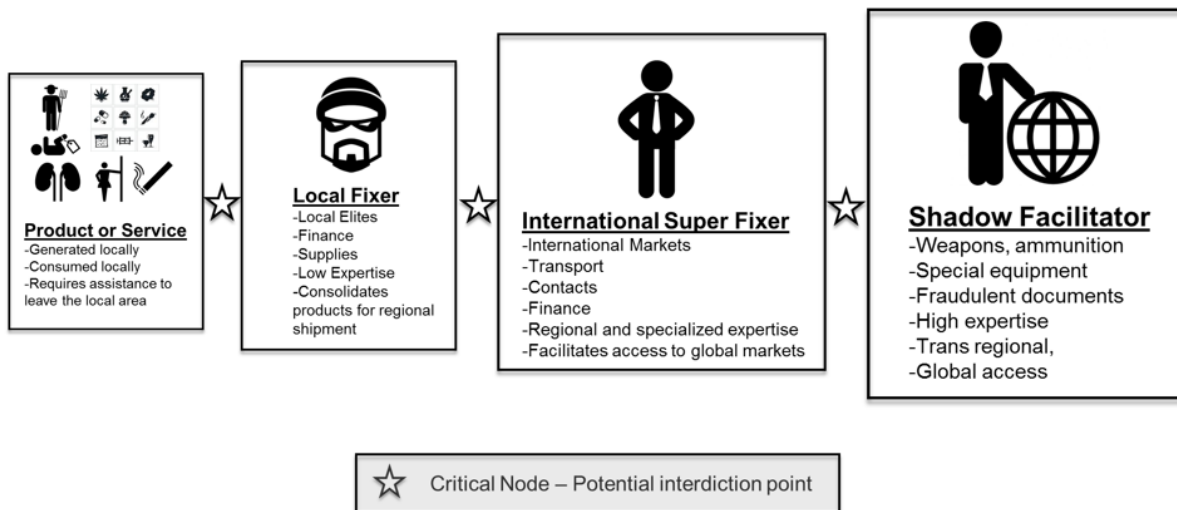 Product or Service
-Generated locally
-Consumed locally
-Requires assistance to
leave the local area
Local Fixer
-Local Elites
-Finance
-Supplies
-Low Expertise
-Consolidates
products for regional
shipment
International Super Fixer
-International Markets
-Transport
-Contacts
-Finance
-Regional and specialized expertise
-Facilitates access to global markets
Shadow Facilitator
-Weapons, ammunition
-Special equipment
-Fraudulent documents
-High expertise
-Trans regional,
-Global access
Critical Node – Potential interdiction point